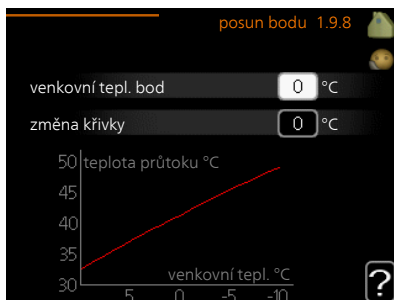 posun bodu 1.9.8
venkovní tepl. bod 0 °C
změna křivky 0 °C
50 teplota průtoku °C
45
40
35
venkovní tepl. °C
30
5 0 -5 -10
?